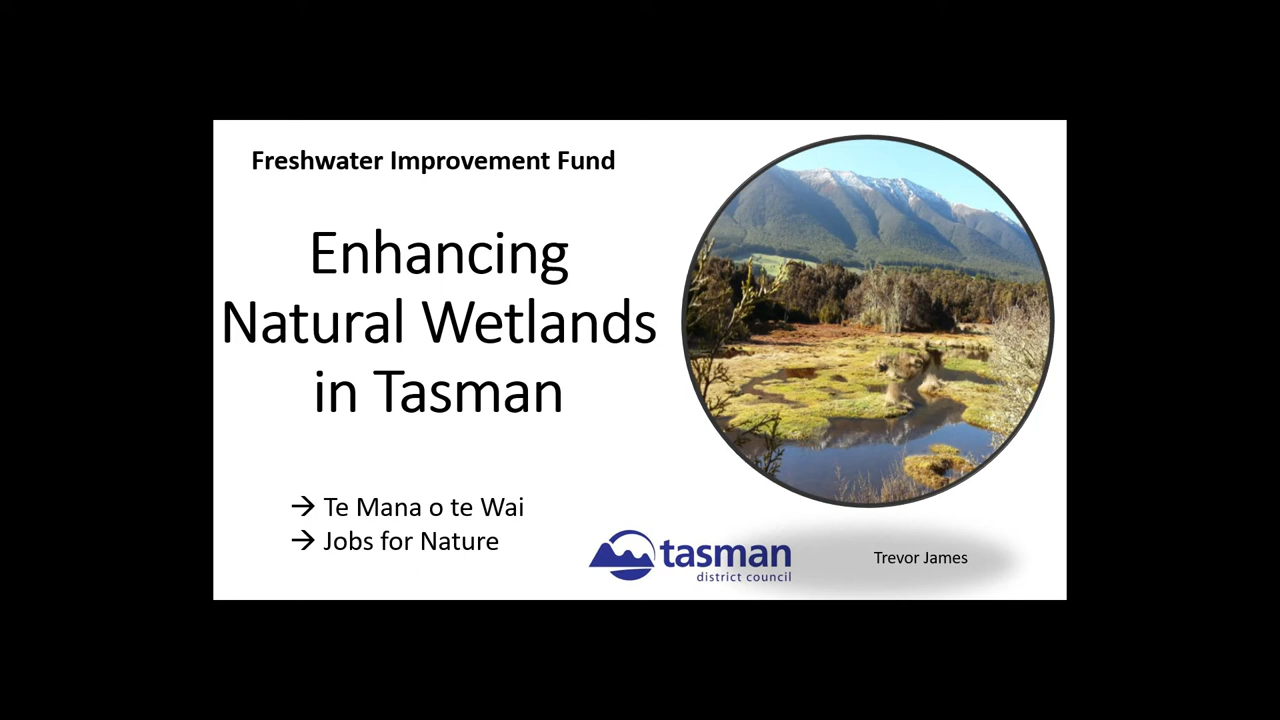 Freshwater Improvement Fund
Enhancing
Natural Wetlands
in Tasman
→ Te Mana o te Wai
→ Jobs for Nature
tasman
district council
Trevor James